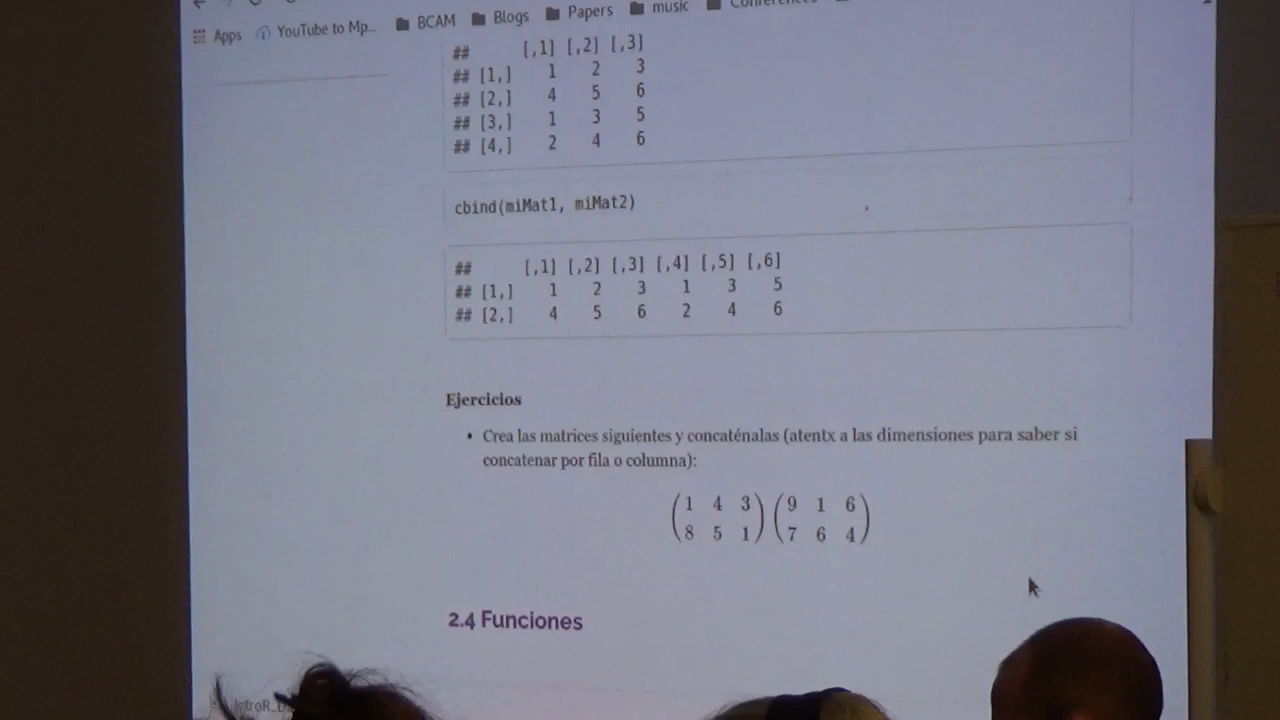 Apps YouTube to Mp... BCAM Blogs Papers music
## [,1] [,2] [,3]
## [1,] 1 2 3
## [2,] 4 5 6
## [3,] 1 3 5
## [4,] 2 4 6
cbind(miMat1, miMat2)
## [,1] [,2] [,3] [,4] [,5] [,6]
## [1,] 1 2 3 1 3 5
## [2,] 4 5 6 2 4 6
Ejercicios
• Crea las matrices siguientes y concaténalas (atentx a las dimensiones para saber si
concatenar por fila o columna):
(1 4 3) (9 1 6)
(8 5 1) (7 6 4)
2.4 Funciones